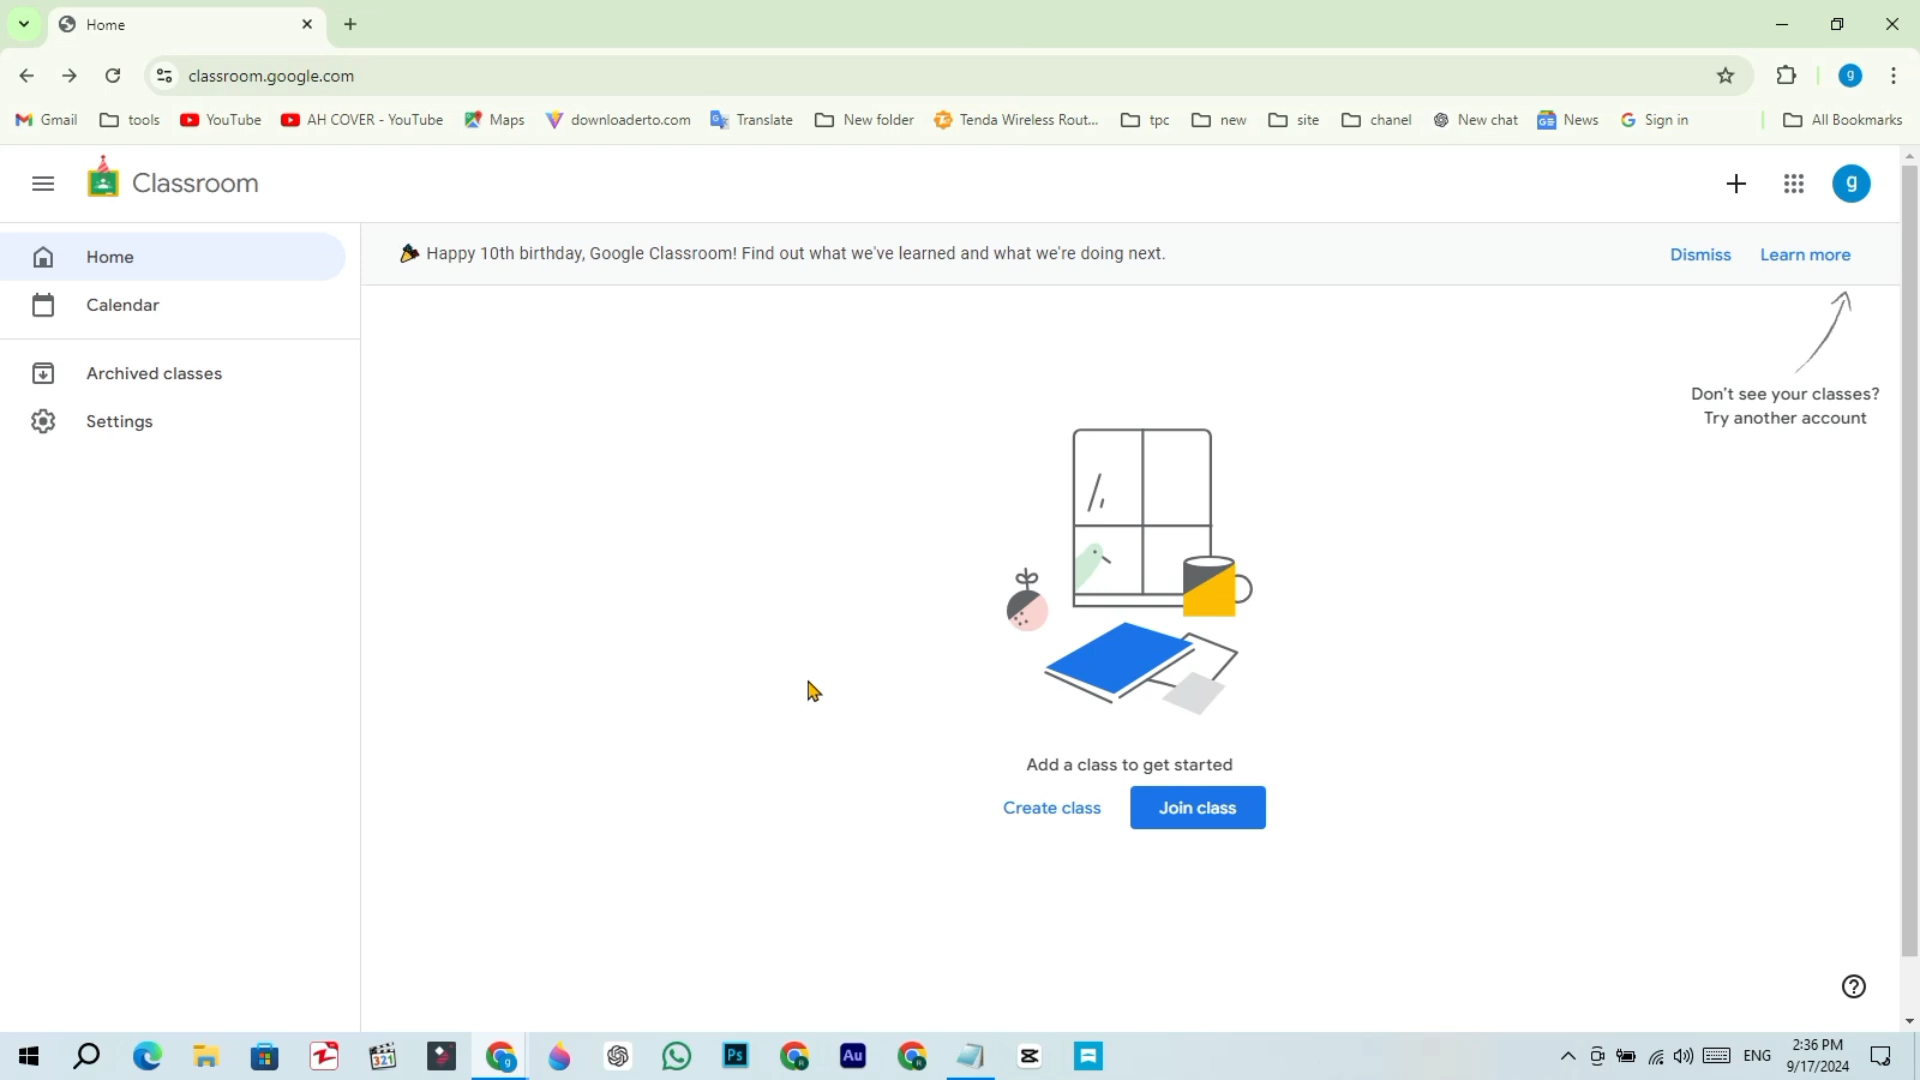 Home
classroom.google.com
g
Gmail tools YouTube AH COVER - YouTube Maps downloaderto.com Translate New folder Tenda Wireless Rout... tpc new site chanel New chat News Sign in All Bookmarks
Classroom
g
Home
Calendar
Archived classes
Settings
Happy 10th birthday, Google Classroom! Find out what we've learned and what we're doing next.
Dismiss
Learn more
Don't see your classes?
Try another account
Add a class to get started
Create class
Join class
321
g
Ps
R
Au
R
ENG
2:36 PM
9/17/2024